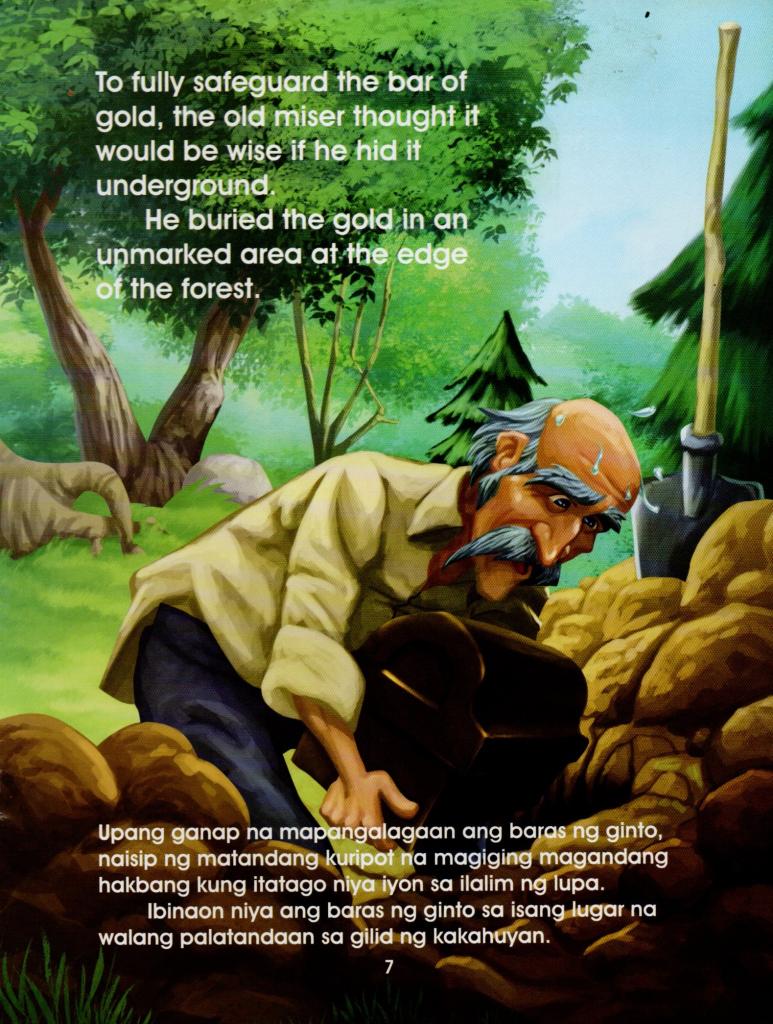 To fully safeguard the bar of
gold, the old miser thought it
would be wise if he hid it
underground.
He buried the gold in an
unmarked area at the edge
of the forest.
Upang ganap na mapangalagaan ang baras ng ginto,
naisip ng matandang kuripot na magiging magandang
hakbang kung itatago niya iyon sa ilalim ng lupa.
Ibinaon niya ang baras ng ginto sa isang lugar na
walang palatandaan sa gilid ng kakahuyan.
7